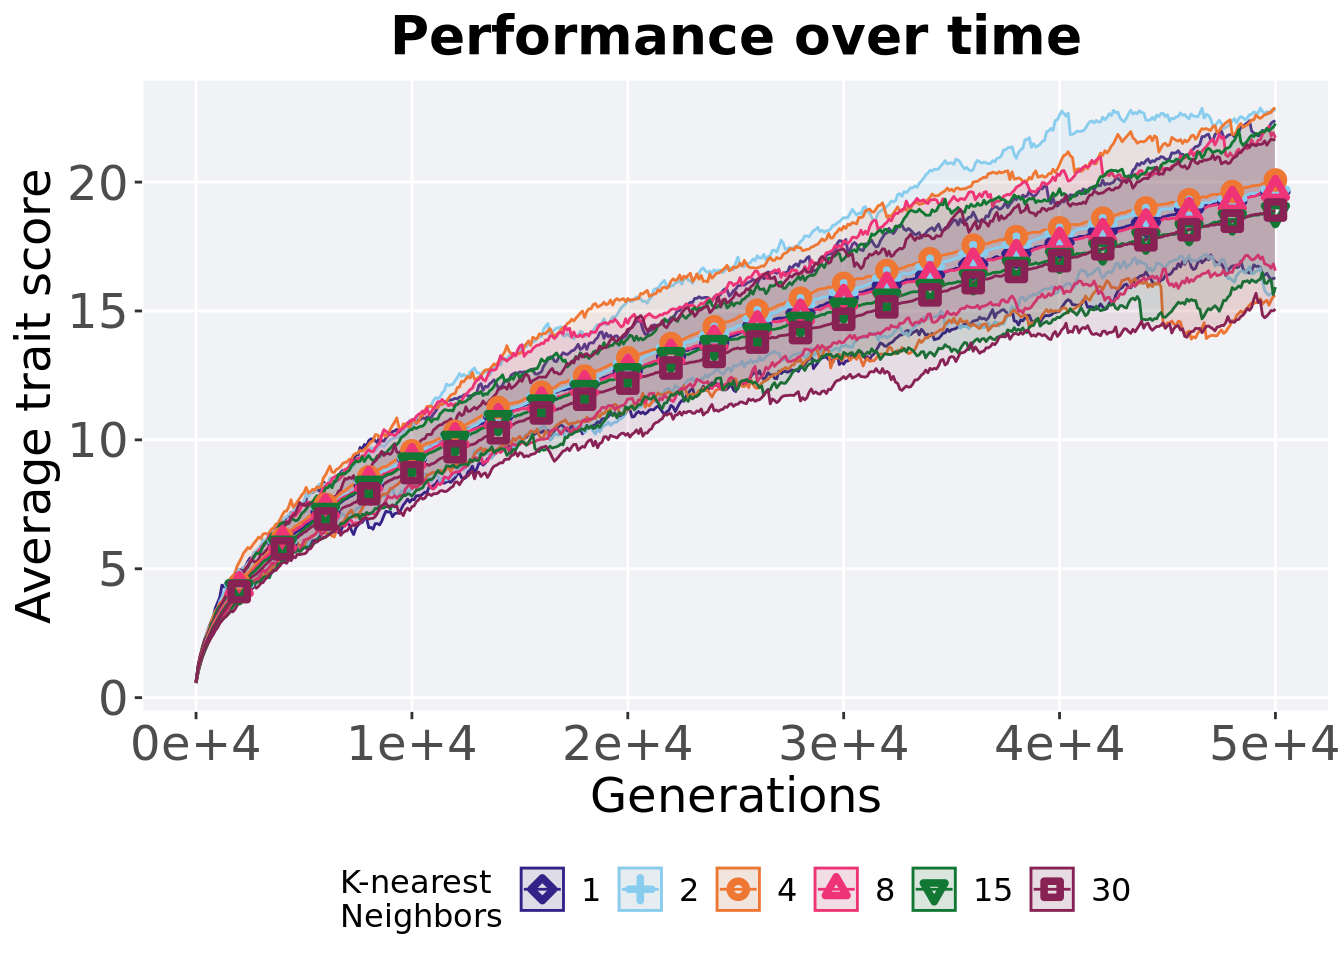 Performance over time
Average trait score
20
15
10
5
0
0e+4 1e+4 2e+4 3e+4 4e+4 5e+4
Generations
K-nearest
Neighbors
1 2 4 8 15 30